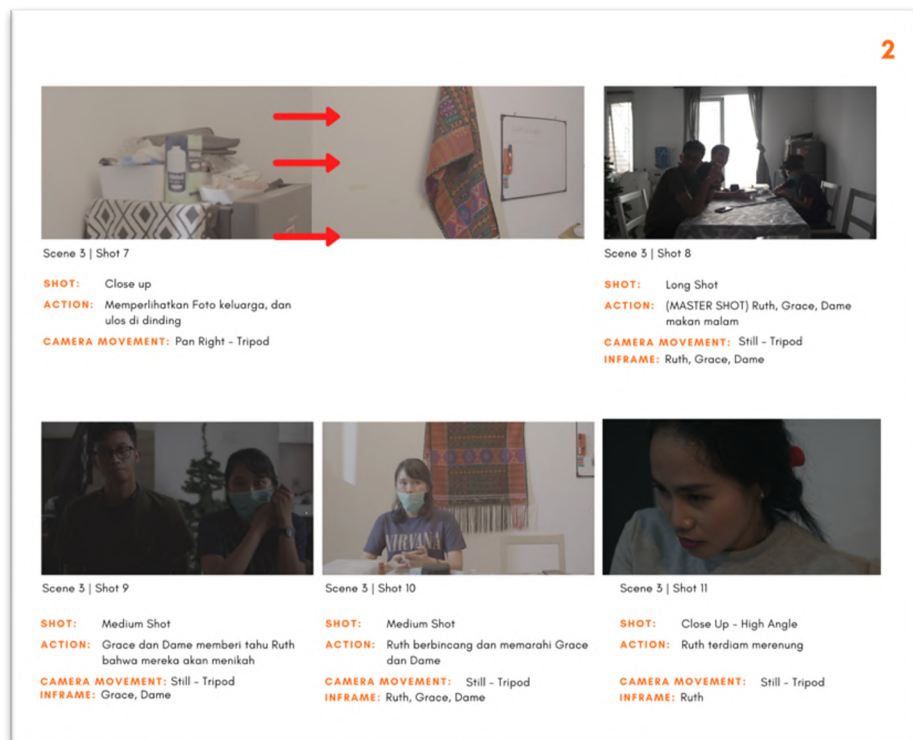 2
Scene 3 | Shot 7
SHOT: Close up
ACTION: Memperlihatkan Foto keluarga, dan
ulos di dinding
CAMERA MOVEMENT: Pan Right - Tripod
Scene 3 | Shot 8
SHOT: Long Shot
ACTION: (MASTER SHOT) Ruth, Grace, Dame
makan malam
CAMERA MOVEMENT: Still - Tripod
INFRAME: Ruth, Grace, Dame
NIRVANA
Scene 3 | Shot 9
SHOT: Medium Shot
ACTION: Grace dan Dame memberi tahu Ruth
bahwa mereka akan menikah
CAMERA MOVEMENT: Still - Tripod
INFRAME: Grace, Dame
Scene 3 | Shot 10
SHOT: Medium Shot
ACTION: Ruth berbincang dan memarahi Grace
dan Dame
CAMERA MOVEMENT: Still - Tripod
INFRAME: Ruth, Grace, Dame
Scene 3 | Shot 11
SHOT: Close Up - High Angle
ACTION: Ruth terdiam merenung
CAMERA MOVEMENT: Still - Tripod
INFRAME: Ruth